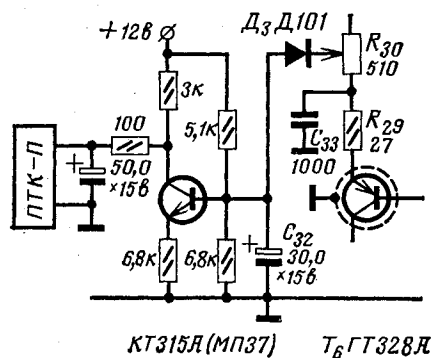 +12в
Д₃ Д101
R₃₀
510
3к
5,1к
100
ПТК-П
+
50,0
×15в
C₃₃
1000
R₂₉
27
6,8к
6,8к
+
C₃₂
30,0
×15в
КТ315А (МП37)
Т₆ ГТ328А